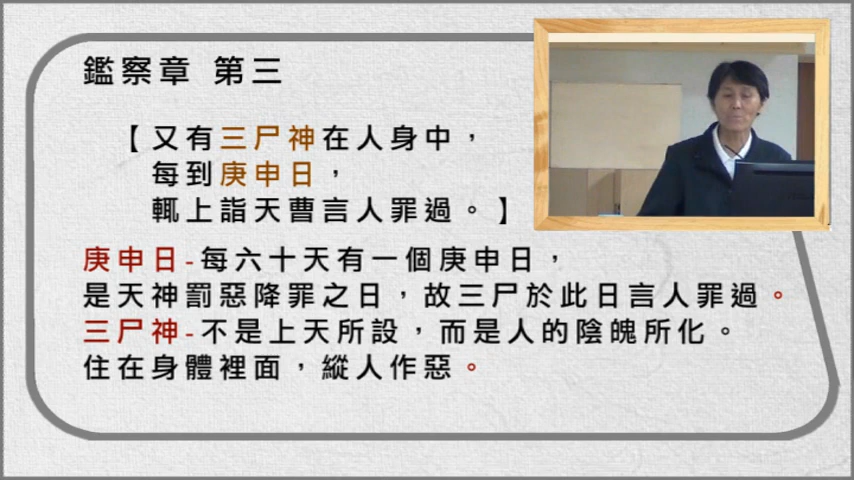 鑑察章 第三
【又有三尸神在人身中，
每到庚申日，
輒上詣天曹言人罪過。】
庚申日-每六十天有一個庚申日，
是天神罰惡降罪之日，故三尸於此日言人罪過。
三尸神-不是上天所設，而是人的陰魄所化。
住在身體裡面，縱人作惡。